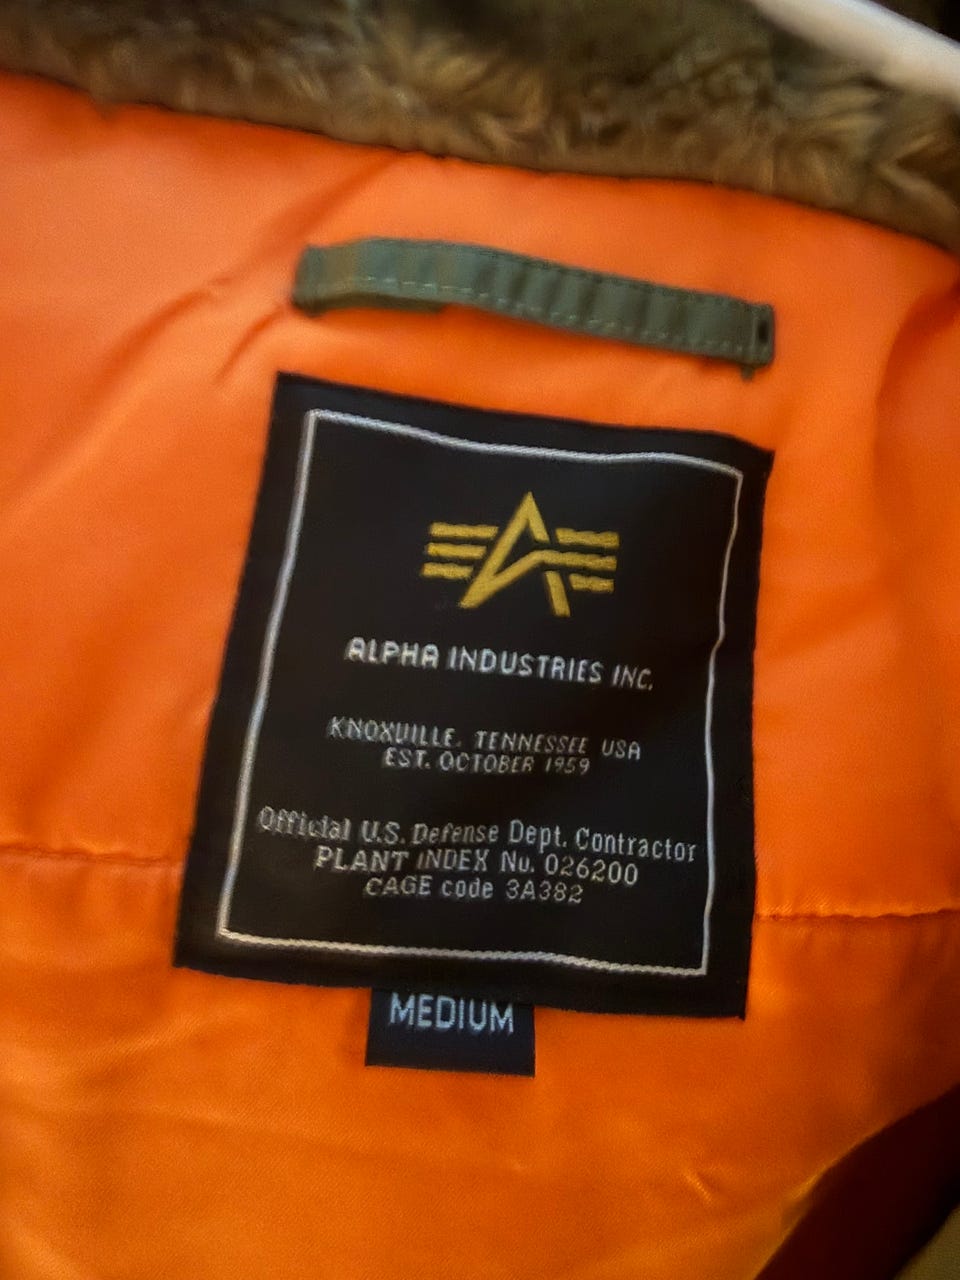 ALPHA INDUSTRIES INC.
KNOXVILLE, TENNESSEE USA
EST. OCTOBER 1959
Official U.S. Defense Dept. Contractor
PLANT INDEX No. 026200
CAGE code 3A382
MEDIUM